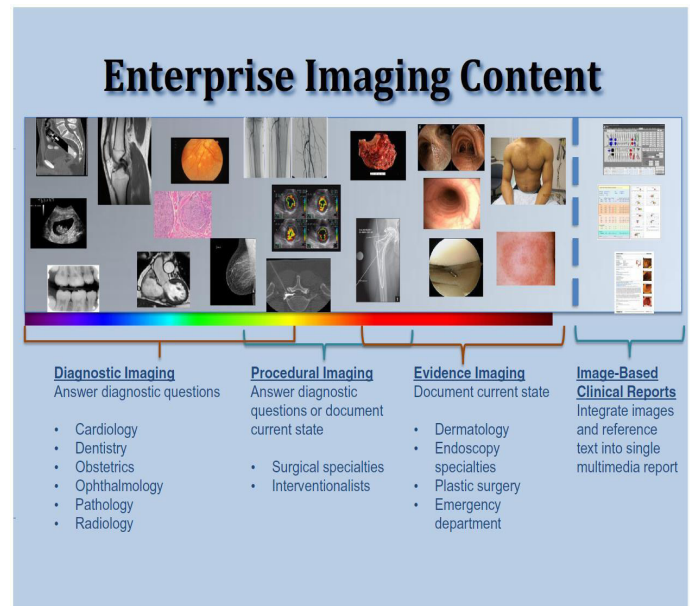 Enterprise Imaging Content
Diagnostic Imaging
Answer diagnostic questions
• Cardiology
• Dentistry
• Obstetrics
• Ophthalmology
• Pathology
• Radiology
Procedural Imaging
Answer diagnostic
questions or document
current state
• Surgical specialties
• Interventionalists
Evidence Imaging
Document current state
• Dermatology
• Endoscopy
specialties
• Plastic surgery
• Emergency
department
Image-Based
Clinical Reports
Integrate images
and reference
text into single
multimedia report